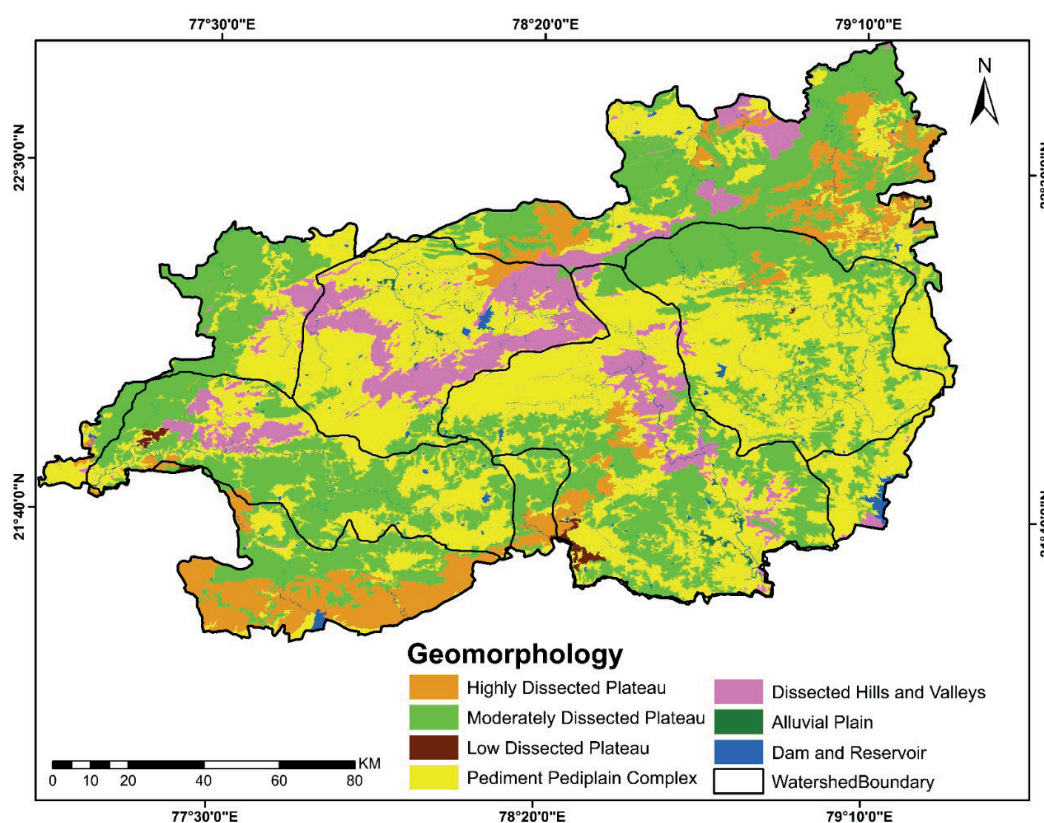 77°30'0"E 78°20'0"E 79°10'0"E
N
22°30'0"N
21°40'0"N
Geomorphology
Highly Dissected Plateau
Moderately Dissected Plateau
Low Dissected Plateau
Pediment Pediplain Complex
Dissected Hills and Valleys
Alluvial Plain
Dam and Reservoir
WatershedBoundary
KM
0 10 20 40 60 80
77°30'0"E 78°20'0"E 79°10'0"E